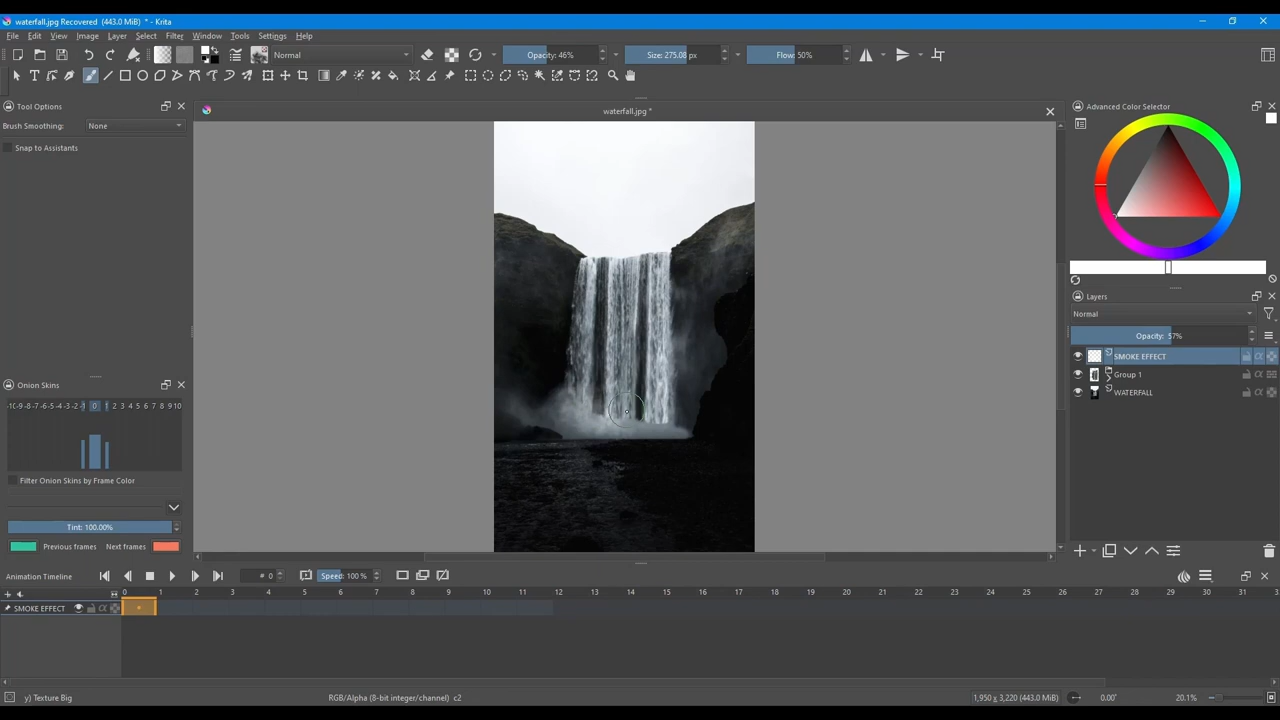 waterfall.jpg Recovered (443.0 MiB) * - Krita
File Edit View Image Layer Select Filter Window Tools Settings Help
Normal Opacity: 46% Size: 275.08 px Flow: 50%
Tool Options
Brush Smoothing: None
Snap to Assistants
waterfall.jpg *
Advanced Color Selector
Layers
Normal
Opacity: 57%
SMOKE EFFECT
Group 1
WATERFALL
Onion Skins
-10 -9 -8 -7 -6 -5 -4 -3 -2 -1 0 1 2 3 4 5 6 7 8 9 10
Filter Onion Skins by Frame Color
Tint: 100.00%
Previous frames Next frames
Animation Timeline # 0 Speed: 100 %
0 1 2 3 4 5 6 7 8 9 10 11 12 13 14 15 16 17 18 19 20 21 22 23 24 25 26 27 28 29 30 31
SMOKE EFFECT
y) Texture Big RGB/Alpha (8-bit integer/channel) c2 1,950 x 3,220 (443.0 MiB) 0.00° 20.1%